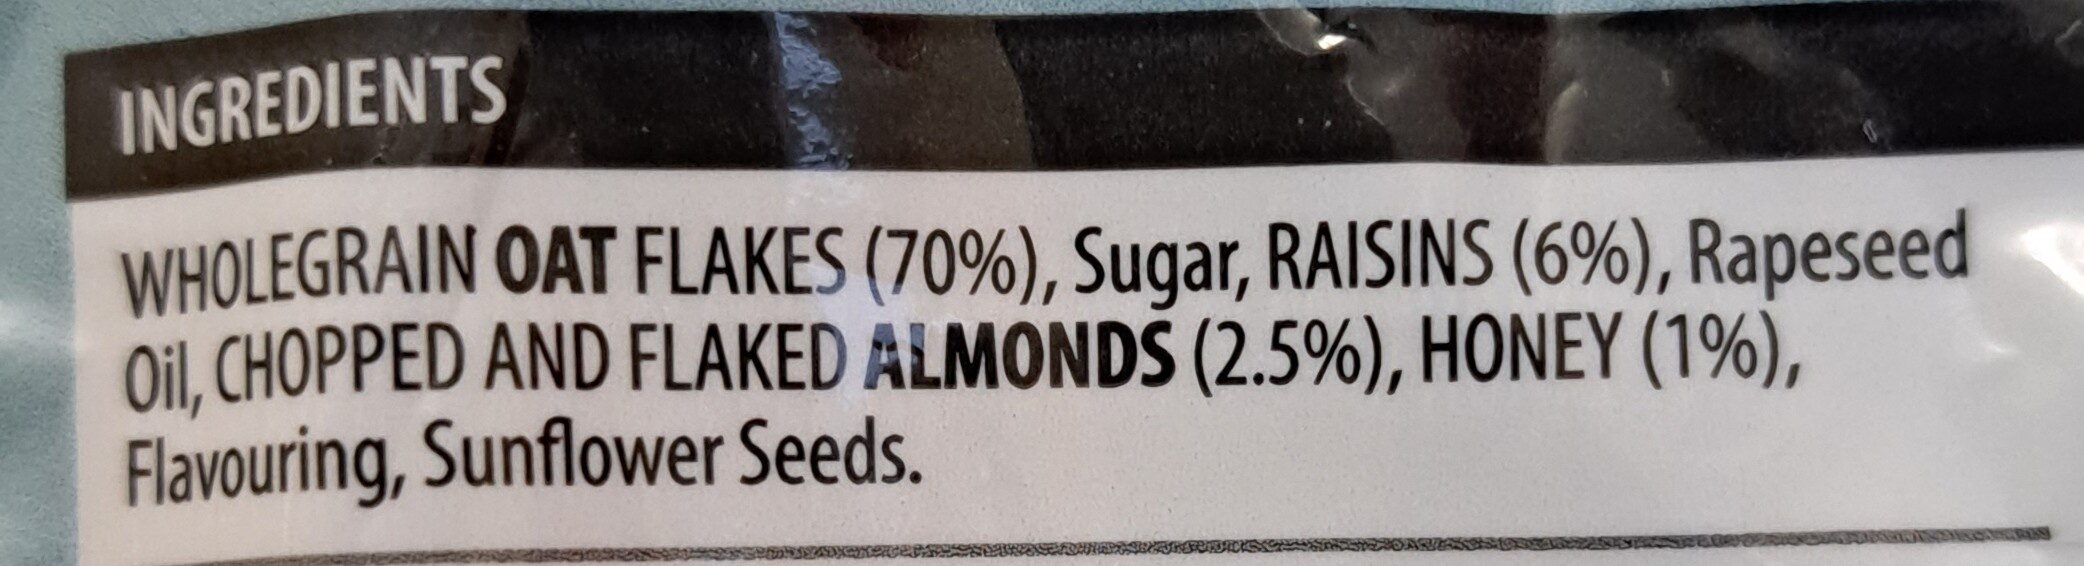 INGREDIENTS
WHOLEGRAIN OAT FLAKES (70%), Sugar, RAISINS (6%), Rapeseed
Oil, CHOPPED AND FLAKED ALMONDS (2.5%), HONEY (1%),
Flavouring, Sunflower Seeds.